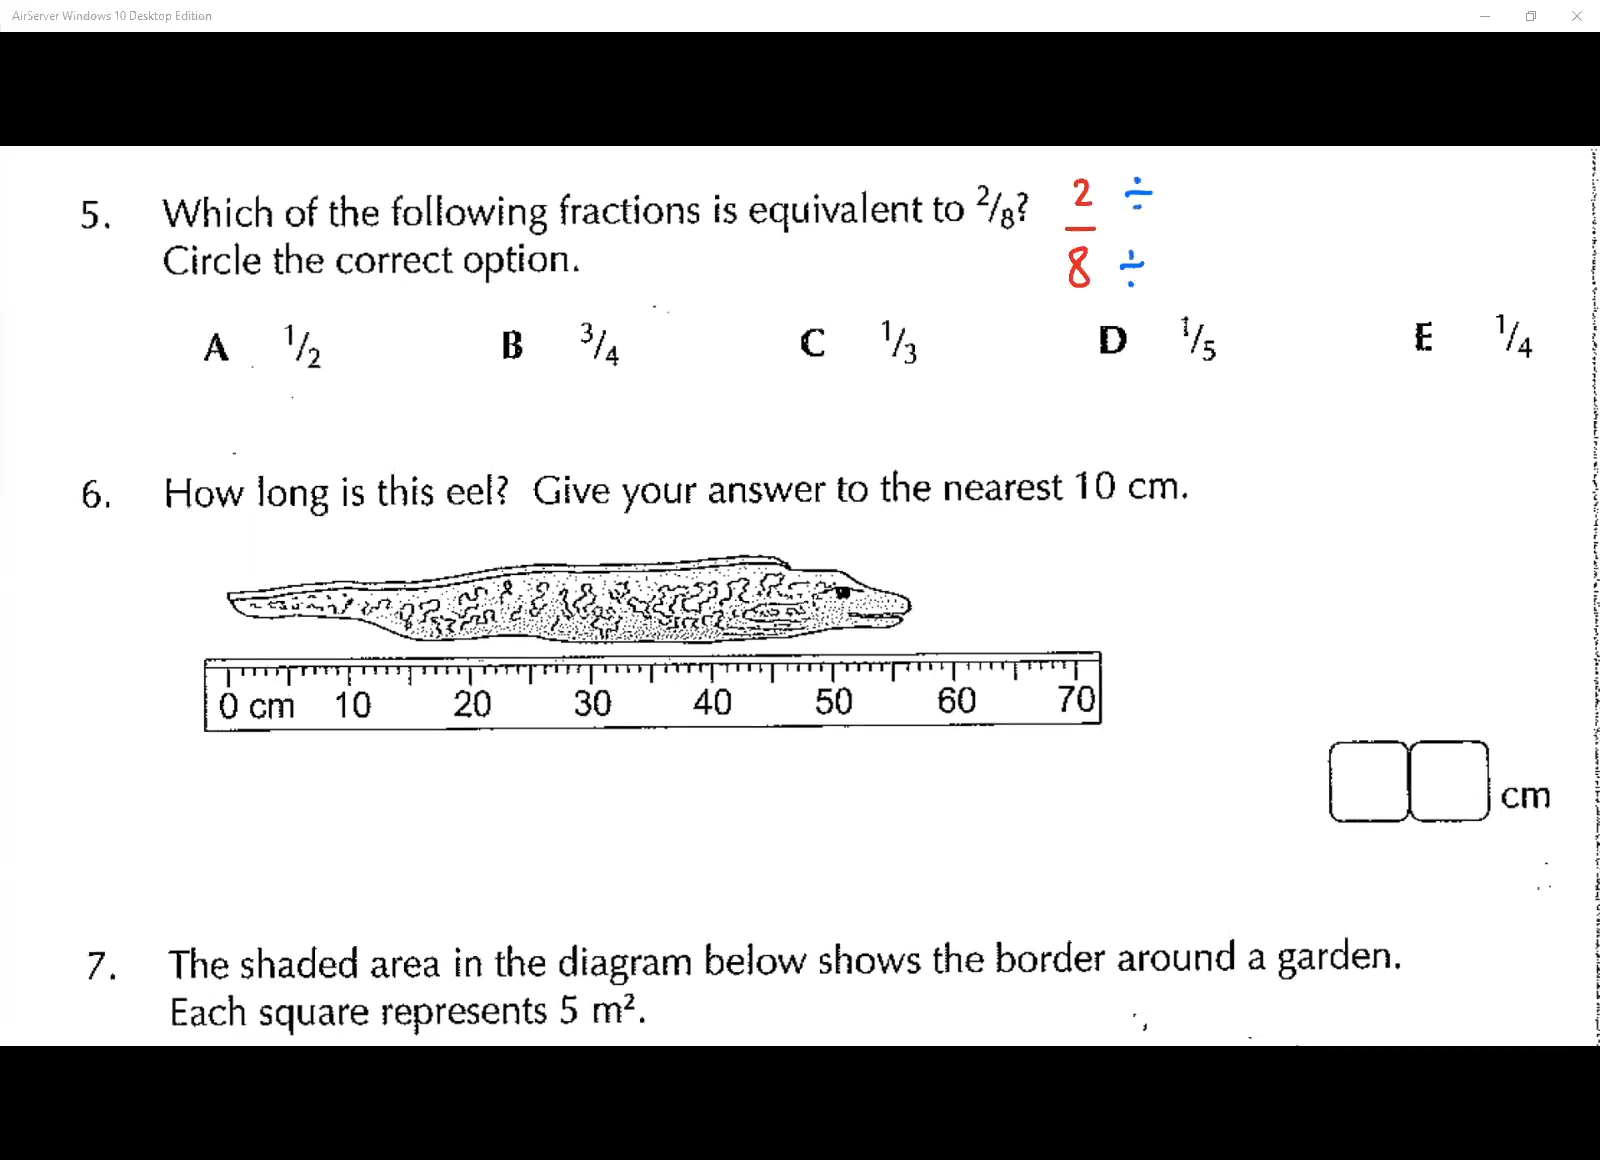 AirServer Windows 10 Desktop Edition
5. Which of the following fractions is equivalent to 2/8? 2/8 ÷ ÷
Circle the correct option.
A 1/2 B 3/4 C 1/3 D 1/5 E 1/4
6. How long is this eel? Give your answer to the nearest 10 cm.
0 cm 10 20 30 40 50 60 70
cm
7. The shaded area in the diagram below shows the border around a garden.
Each square represents 5 m².